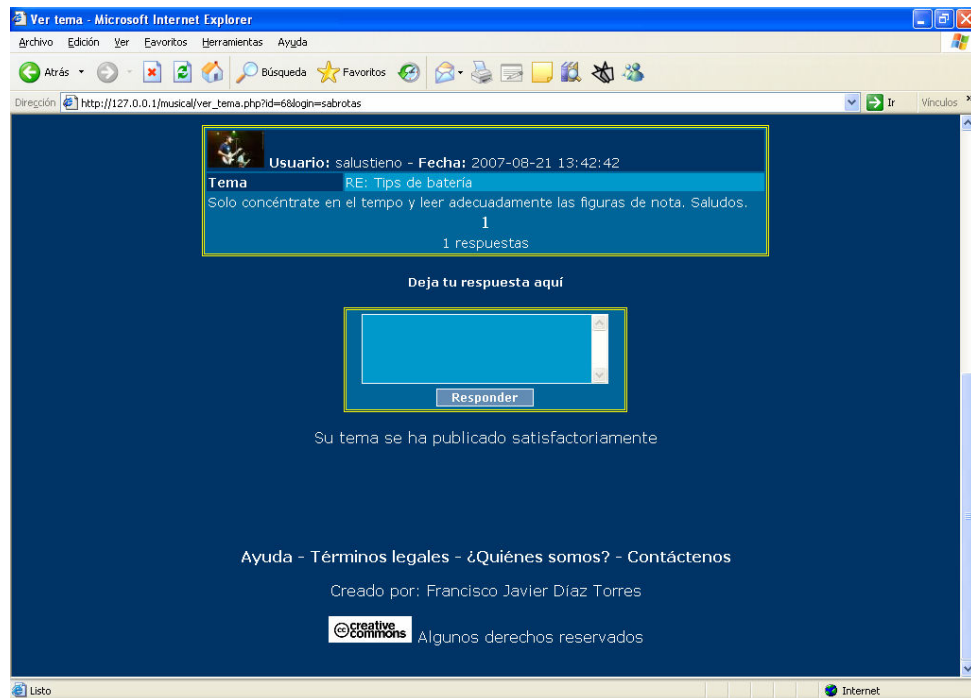 Ver tema - Microsoft Internet Explorer
Archivo Edición Ver Favoritos Herramientas Ayuda
Atrás Búsqueda Favoritos
Dirección http://127.0.0.1/musical/ver_tema.php?id=6&login=sabrotas Ir Vínculos »
Usuario: salustieno - Fecha: 2007-08-21 13:42:42
Tema RE: Tips de batería
Solo concéntrate en el tempo y leer adecuadamente las figuras de nota. Saludos.
1
1 respuestas
Deja tu respuesta aquí
Responder
Su tema se ha publicado satisfactoriamente
Ayuda - Términos legales - ¿Quiénes somos? - Contáctenos
Creado por: Francisco Javier Díaz Torres
cc creative commons Algunos derechos reservados
Listo Internet